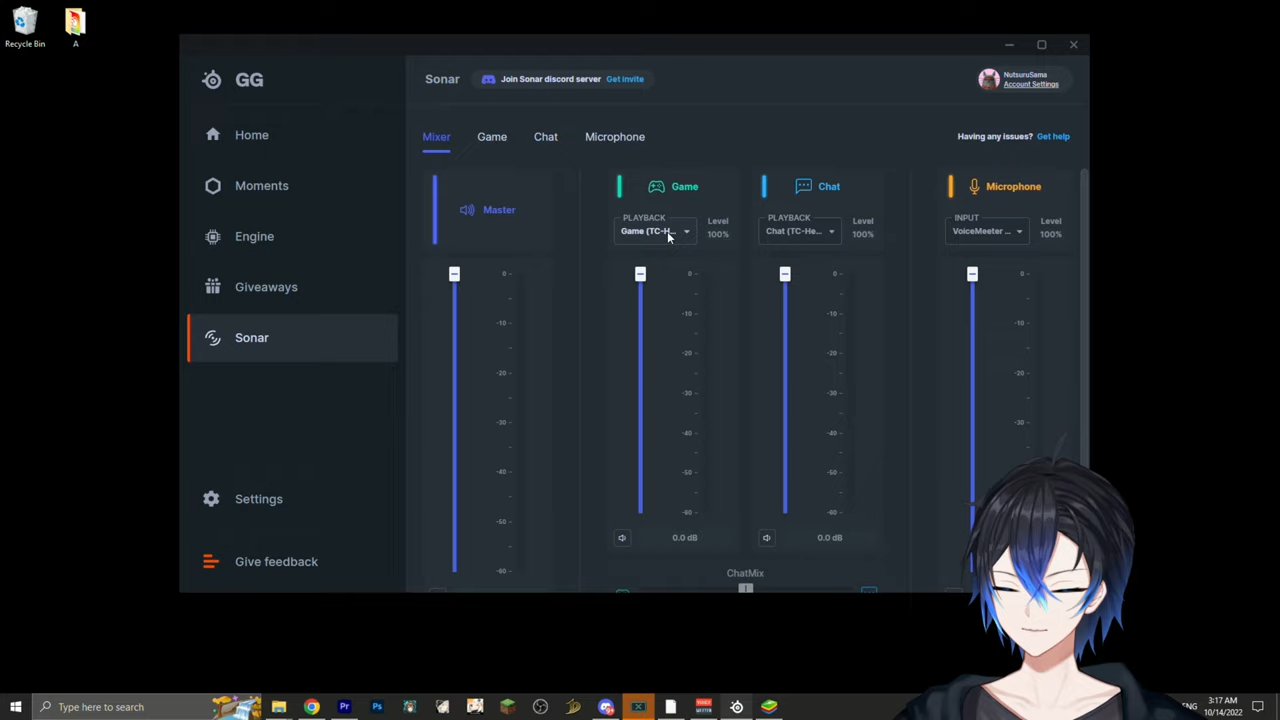 Recycle Bin
A
GG
Home
Moments
Engine
Giveaways
Sonar
Settings
Give feedback
Sonar
Join Sonar discord server Get invite
NutsuruSama
Account Settings
Mixer
Game
Chat
Microphone
Having any issues? Get help
Master
0
-10
-20
-30
-40
-50
-60
Game
PLAYBACK
Game (TC-H...
Level
100%
0
-10
-20
-30
-40
-50
-60
0.0 dB
Chat
PLAYBACK
Chat (TC-He...
Level
100%
0
-10
-20
-30
-40
-50
-60
0.0 dB
ChatMix
Microphone
INPUT
VoiceMeeter ...
Level
100%
0
-10
-20
-30
Type here to search
ENG
3:17 AM
10/14/2022